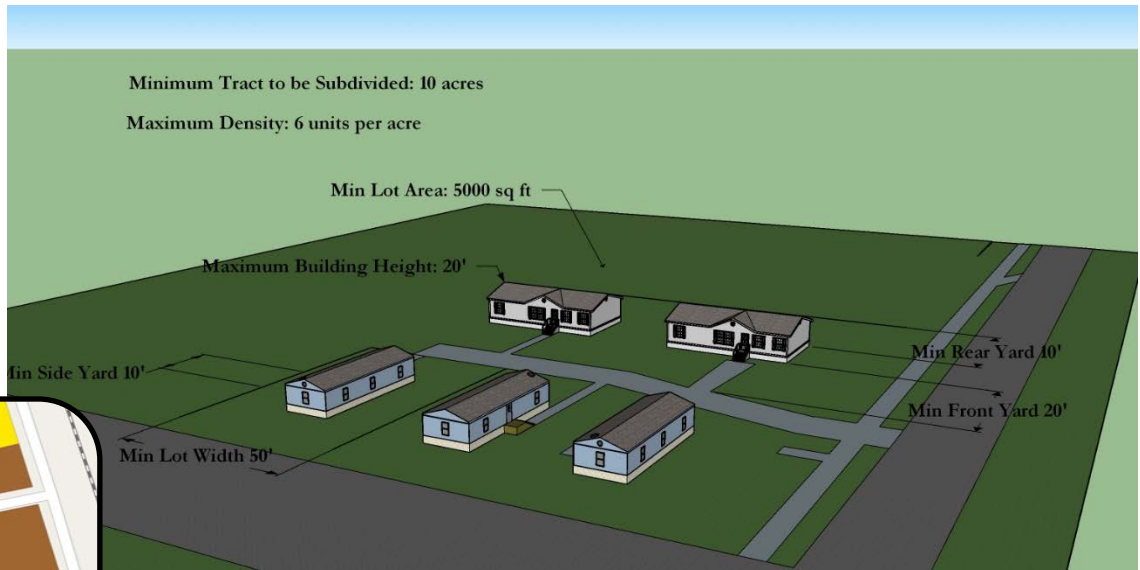 Minimum Tract to be Subdivided: 10 acres
Maximum Density: 6 units per acre
Min Lot Area: 5000 sq ft
Maximum Building Height: 20'
Min Rear Yard 10'
Min Side Yard 10'
Min Front Yard 20'
Min Lot Width 50'